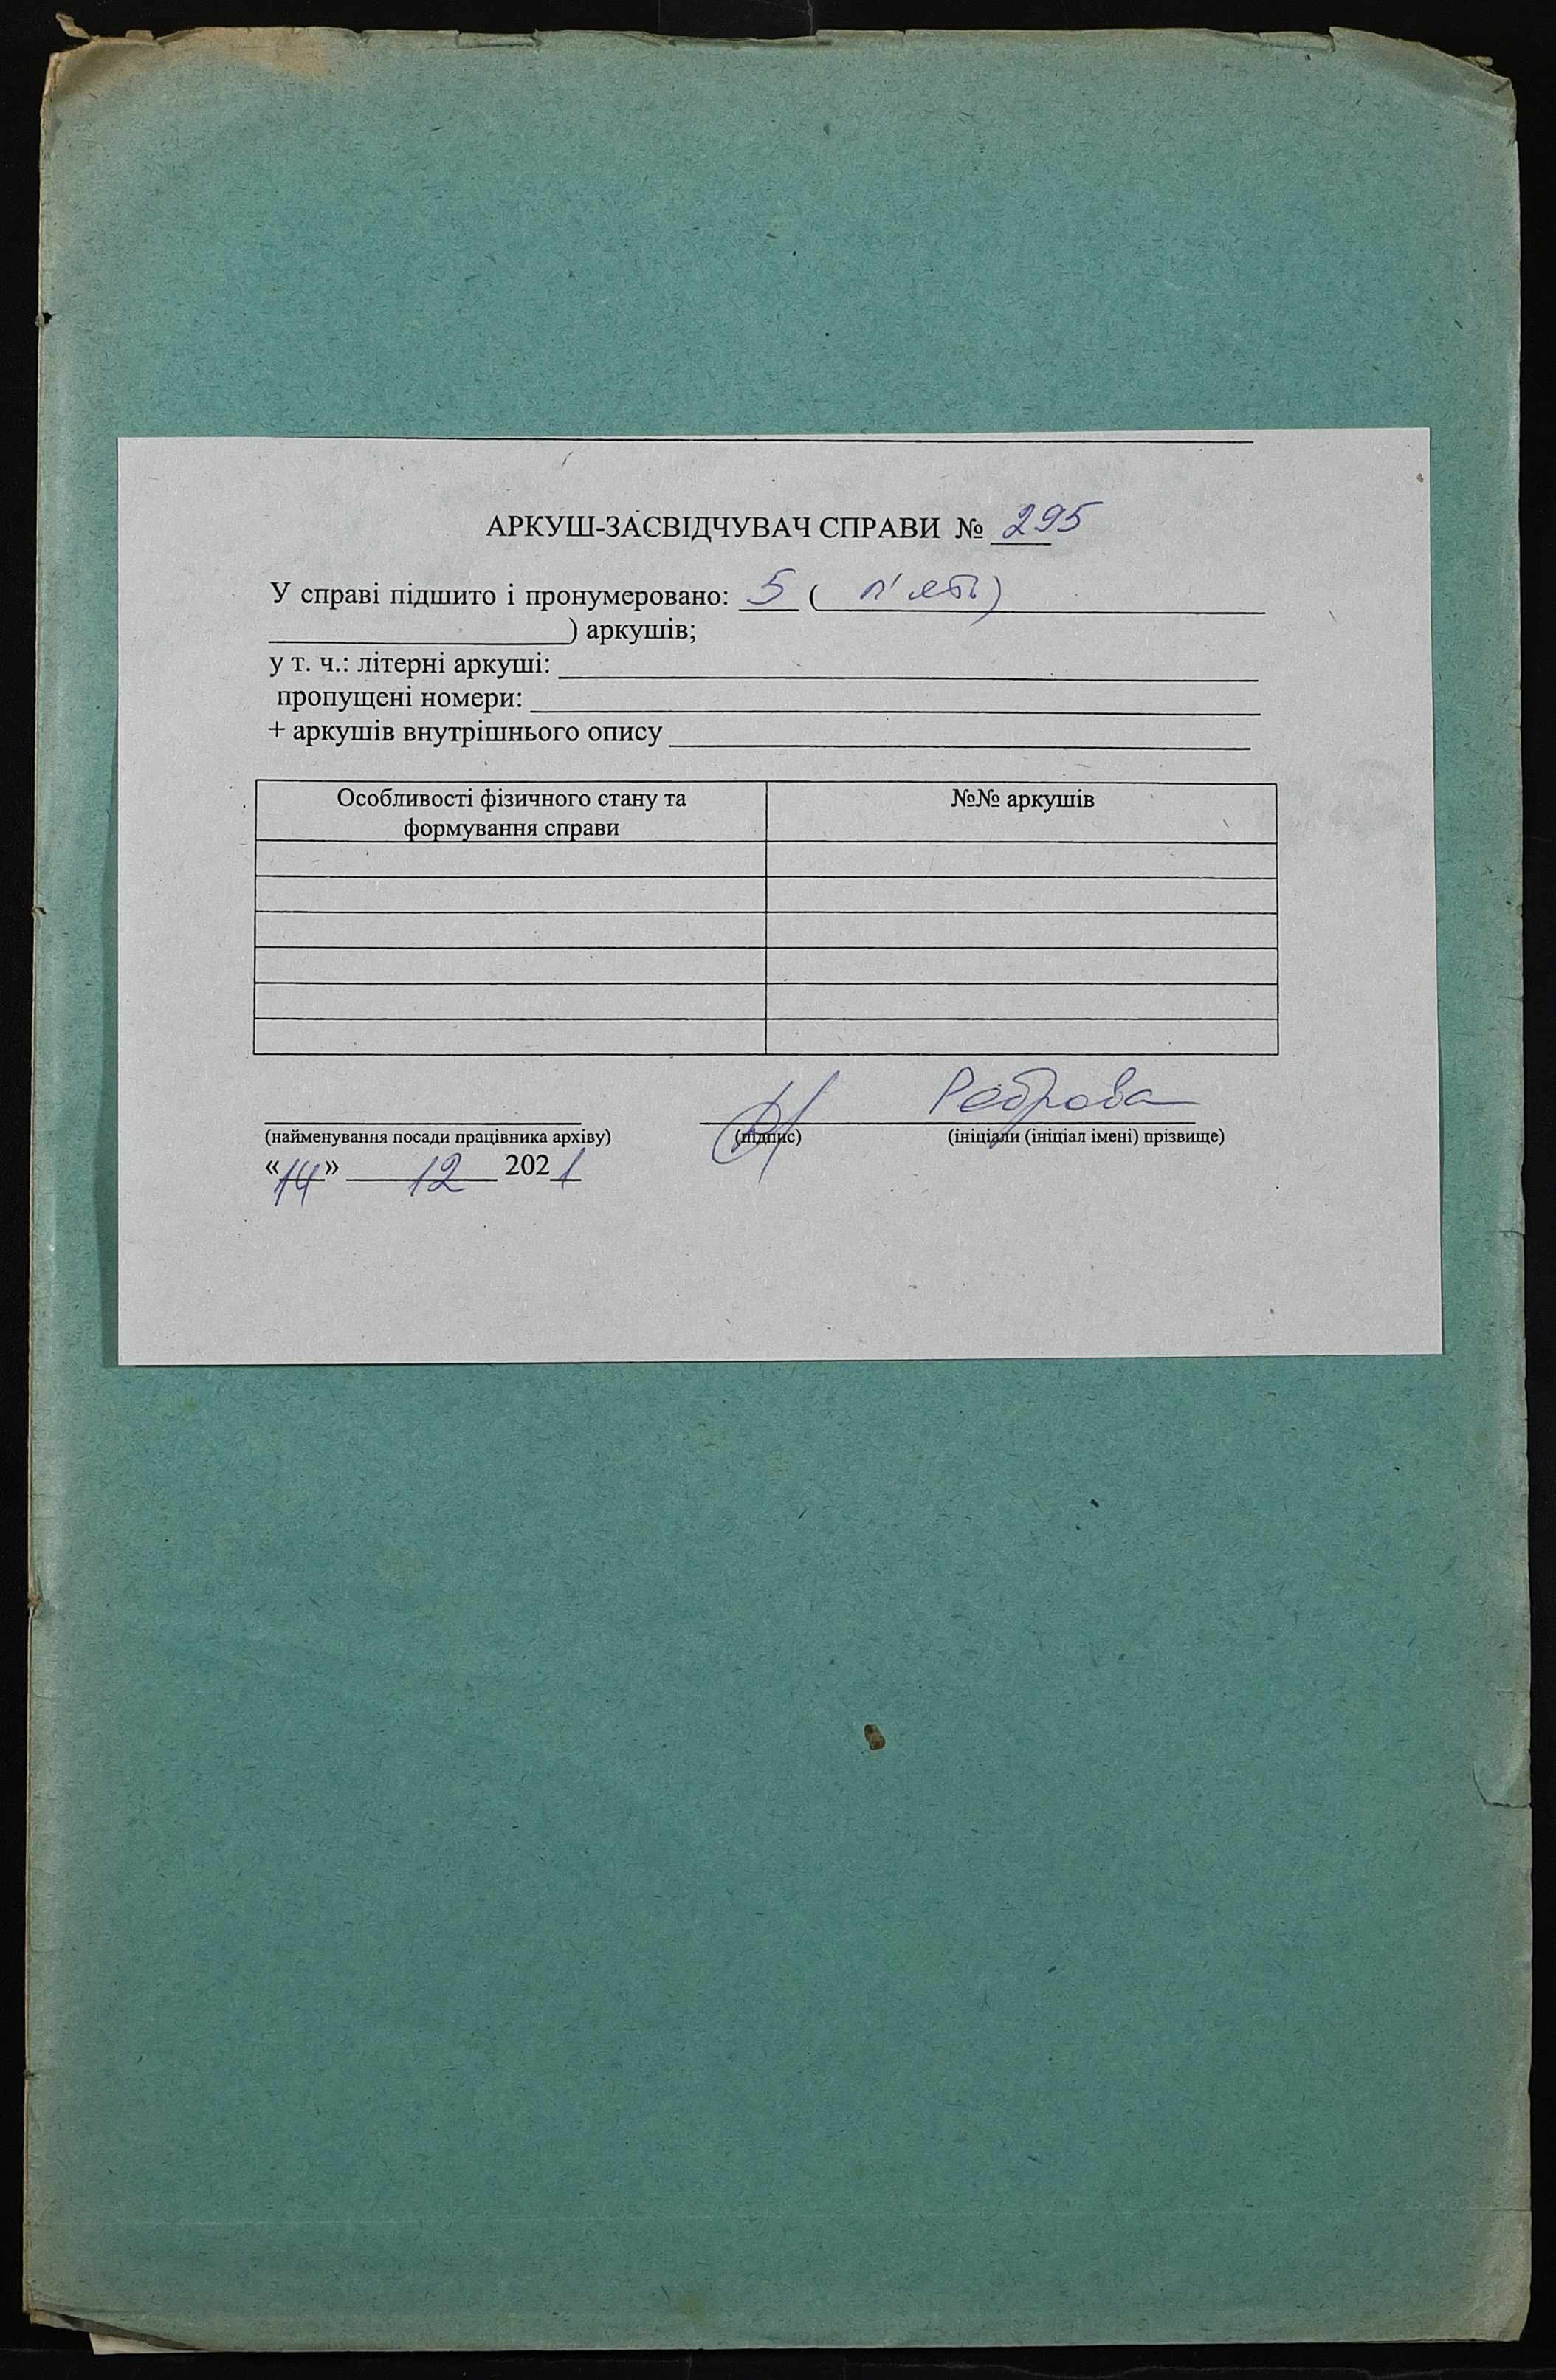 АРКУШ-ЗАСВІДЧУВАЧ СПРАВИ № 295
У справі підшито і пронумеровано: 5 ( п'ять)
) аркушів;
у т. ч.: літерні аркуші:
пропущені номери:
+ аркушів внутрішнього опису
Особливості фізичного стану та
формування справи
№№ аркушів
Реброва
(найменування посади працівника архіву) (підпис) (ініціали (ініціал імені) прізвище)
«14» 12 2021